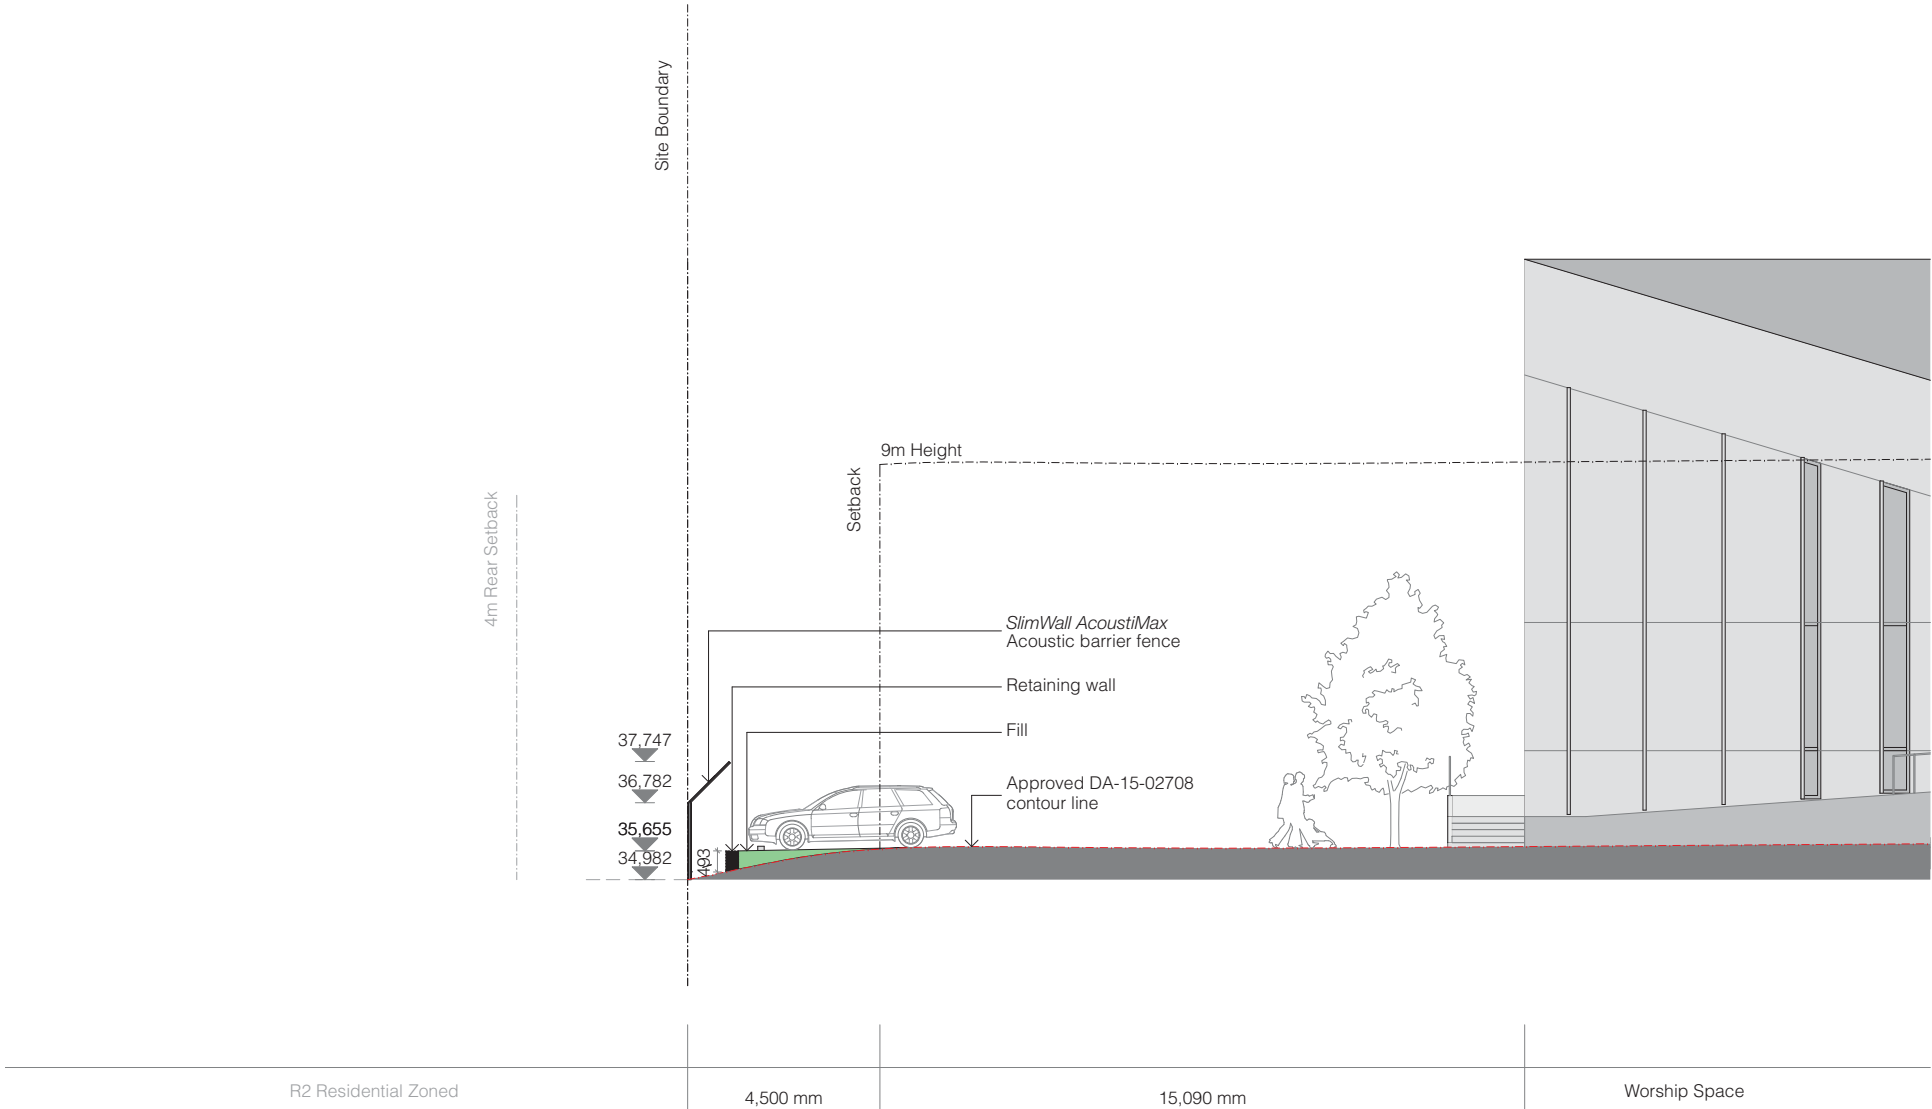 Site Boundary
9m Height
Setback
4m Rear Setback
SlimWall AcoustiMax
Acoustic barrier fence
Retaining wall
Fill
37,747
36,782
Approved DA-15-02708
contour line
35,655
34,982
493
R2 Residential Zoned
4,500 mm
15,090 mm
Worship Space